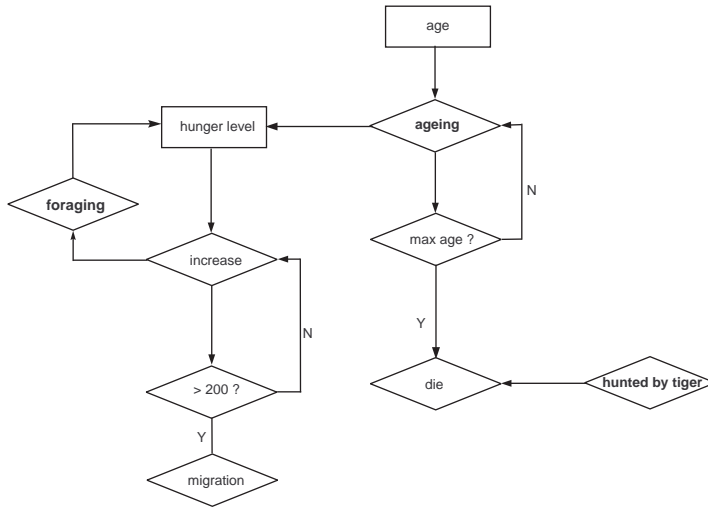 age
hunger level
ageing
foraging
N
increase
max age ?
N
Y
> 200 ?
die
hunted by tiger
Y
migration